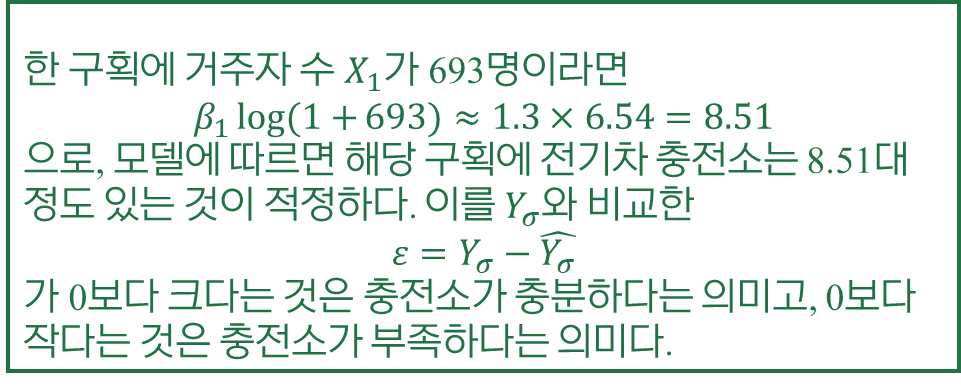 한 구획에 거주자 수 X₁가 693명이라면
β₁ log(1 + 693) ≈ 1.3 × 6.54 = 8.51
으로, 모델에 따르면 해당 구획에 전기차 충전소는 8.51대
정도 있는 것이 적정하다. 이를 Y_σ와 비교한
ε = Y_σ − \widehat{Y_σ}
가 0보다 크다는 것은 충전소가 충분하다는 의미고, 0보다
작다는 것은 충전소가 부족하다는 의미다.